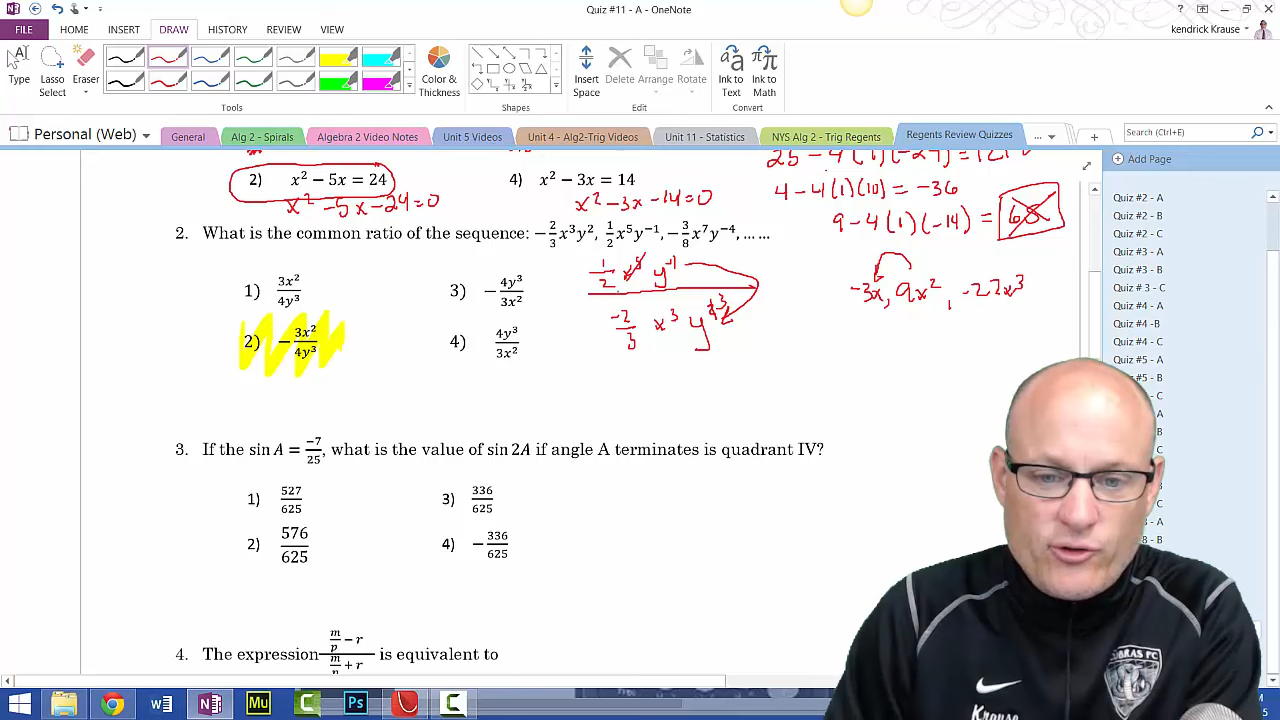 Quiz #11 - A - OneNote
FILE HOME INSERT DRAW HISTORY REVIEW VIEW kendrick Krause
Type Lasso Select Eraser Color & Thickness Insert Space Delete Arrange Rotate Ink to Text Ink to Math
Tools Shapes Edit Convert
Personal (Web) General Alg 2 - Spirals Algebra 2 Video Notes Unit 5 Videos Unit 4 - Alg2-Trig Videos Unit 11 - Statistics NYS Alg 2 - Trig Regents Regents Review Quizzes ... Search (Ctrl+E)
Add Page
Quiz #2 - A
Quiz #2 - B
Quiz #2 - C
Quiz #3 - A
Quiz #3 - B
Quiz # 3 - C
Quiz #4 - A
Quiz #4 -B
Quiz #4 - C
Quiz #5 - A
Quiz #5 - B
2) x² − 5x = 24 4) x² − 3x = 14
x² -5x -24=0 x² -3x -14=0
4 -4(1)(10) = -36
9 -4(1)(-14) = 68
2. What is the common ratio of the sequence: −2/3x³y², 1/2x⁵y⁻¹, −3/8x⁷y⁻⁴, ... ...
1) 3x²/4y³ 3) −4y³/3x²
2) −3x²/4y³ 4) 4y³/3x²
-3x, 9x², -27x³
3. If the sin A = −7/25, what is the value of sin 2A if angle A terminates is quadrant IV?
1) 527/625 3) 336/625
2) 576/625 4) −336/625
4. The expression is equivalent to
COBRAS FC
Krause